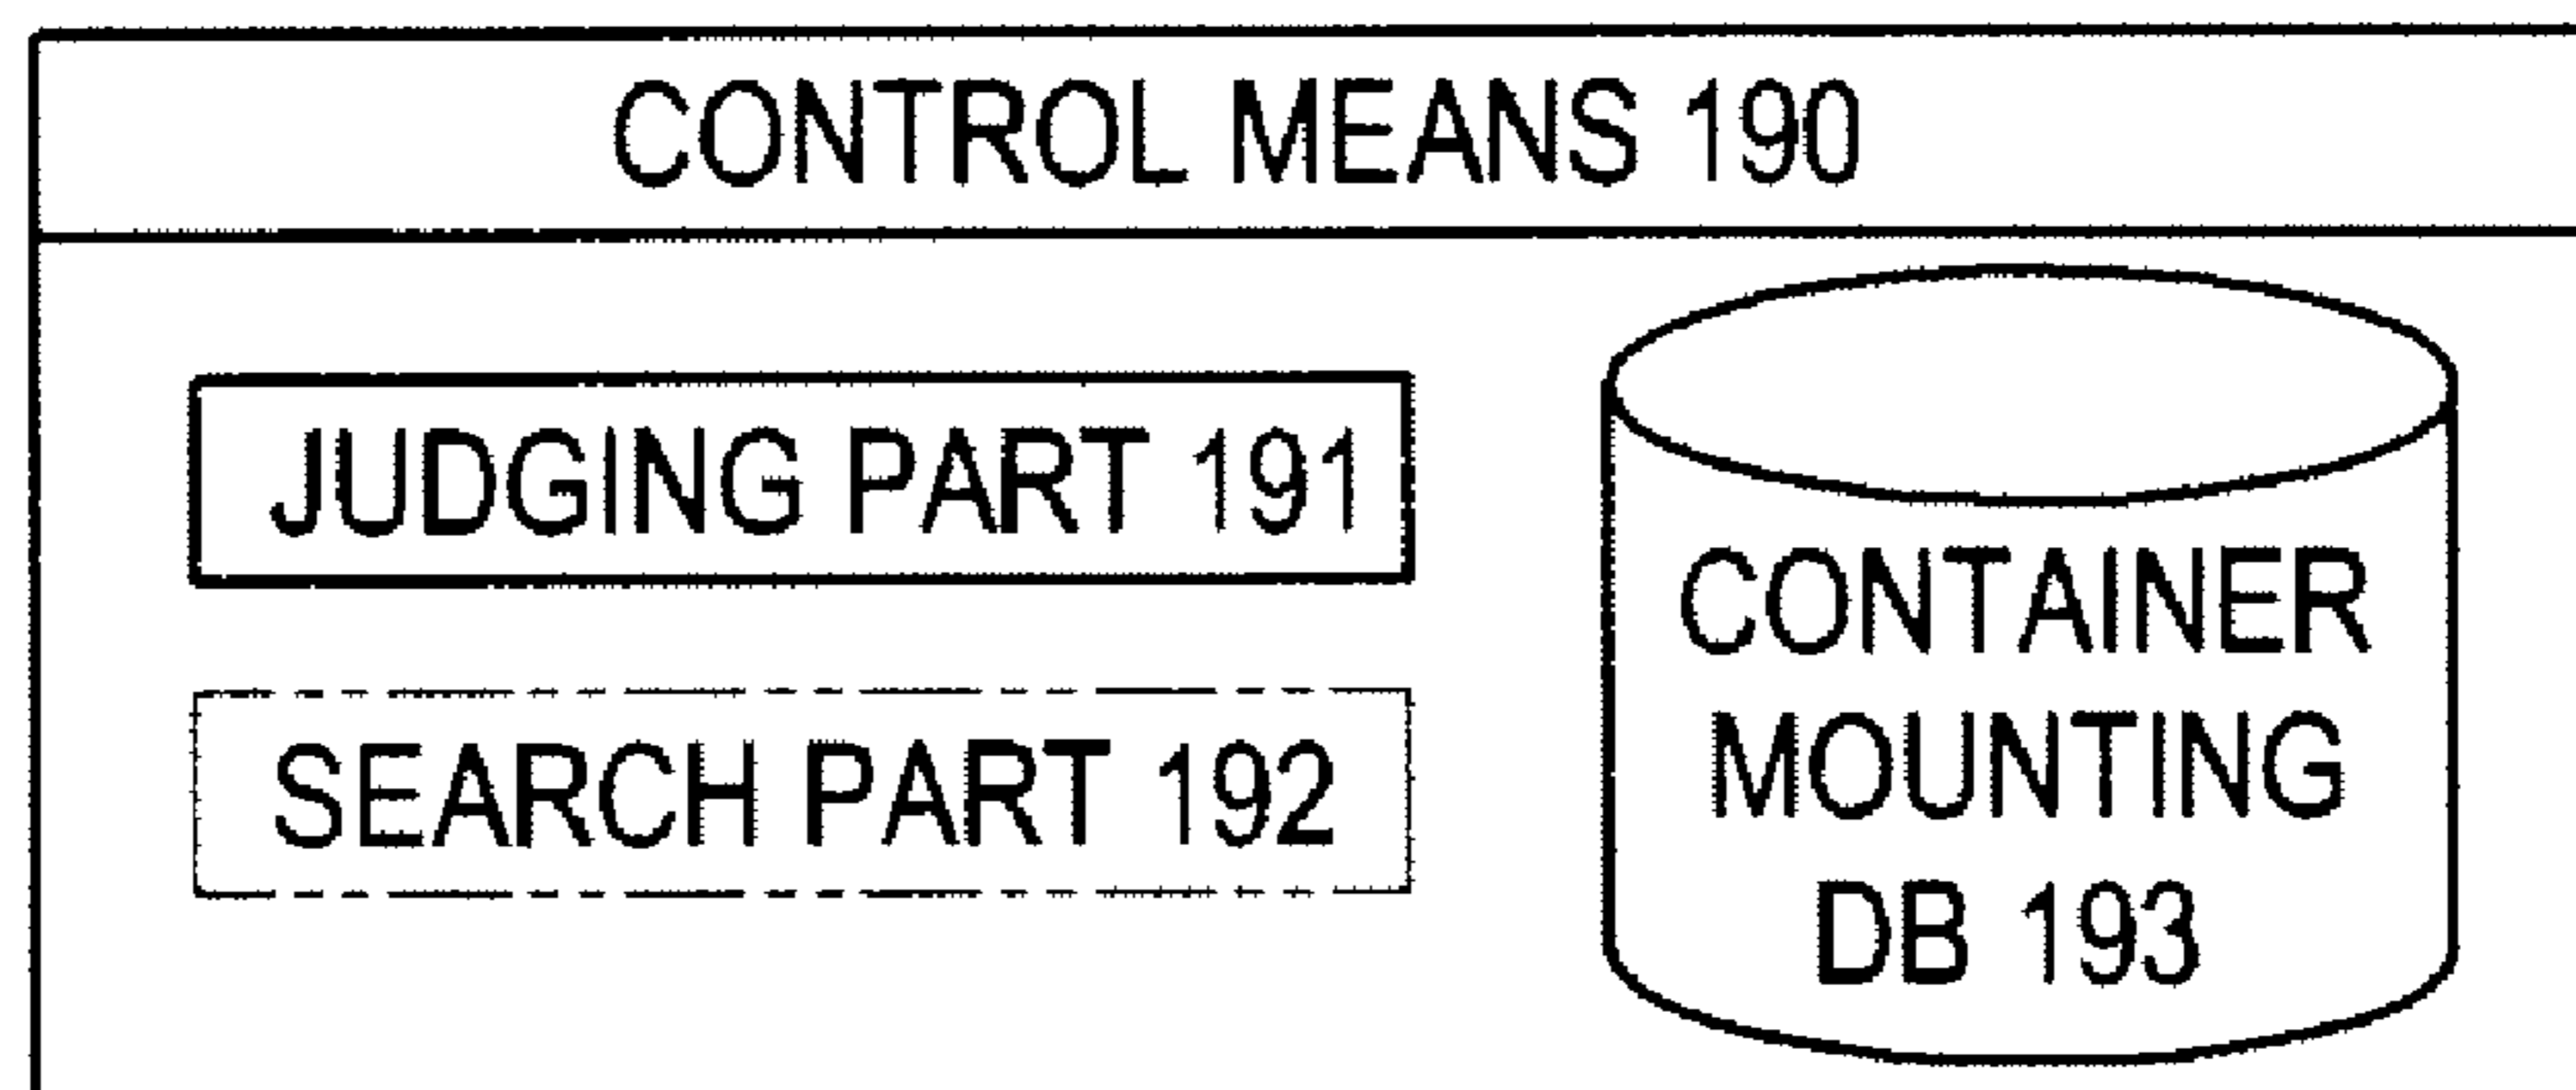 CONTROL MEANS 190
JUDGING PART 191
SEARCH PART 192
CONTAINER
MOUNTING
DB 193